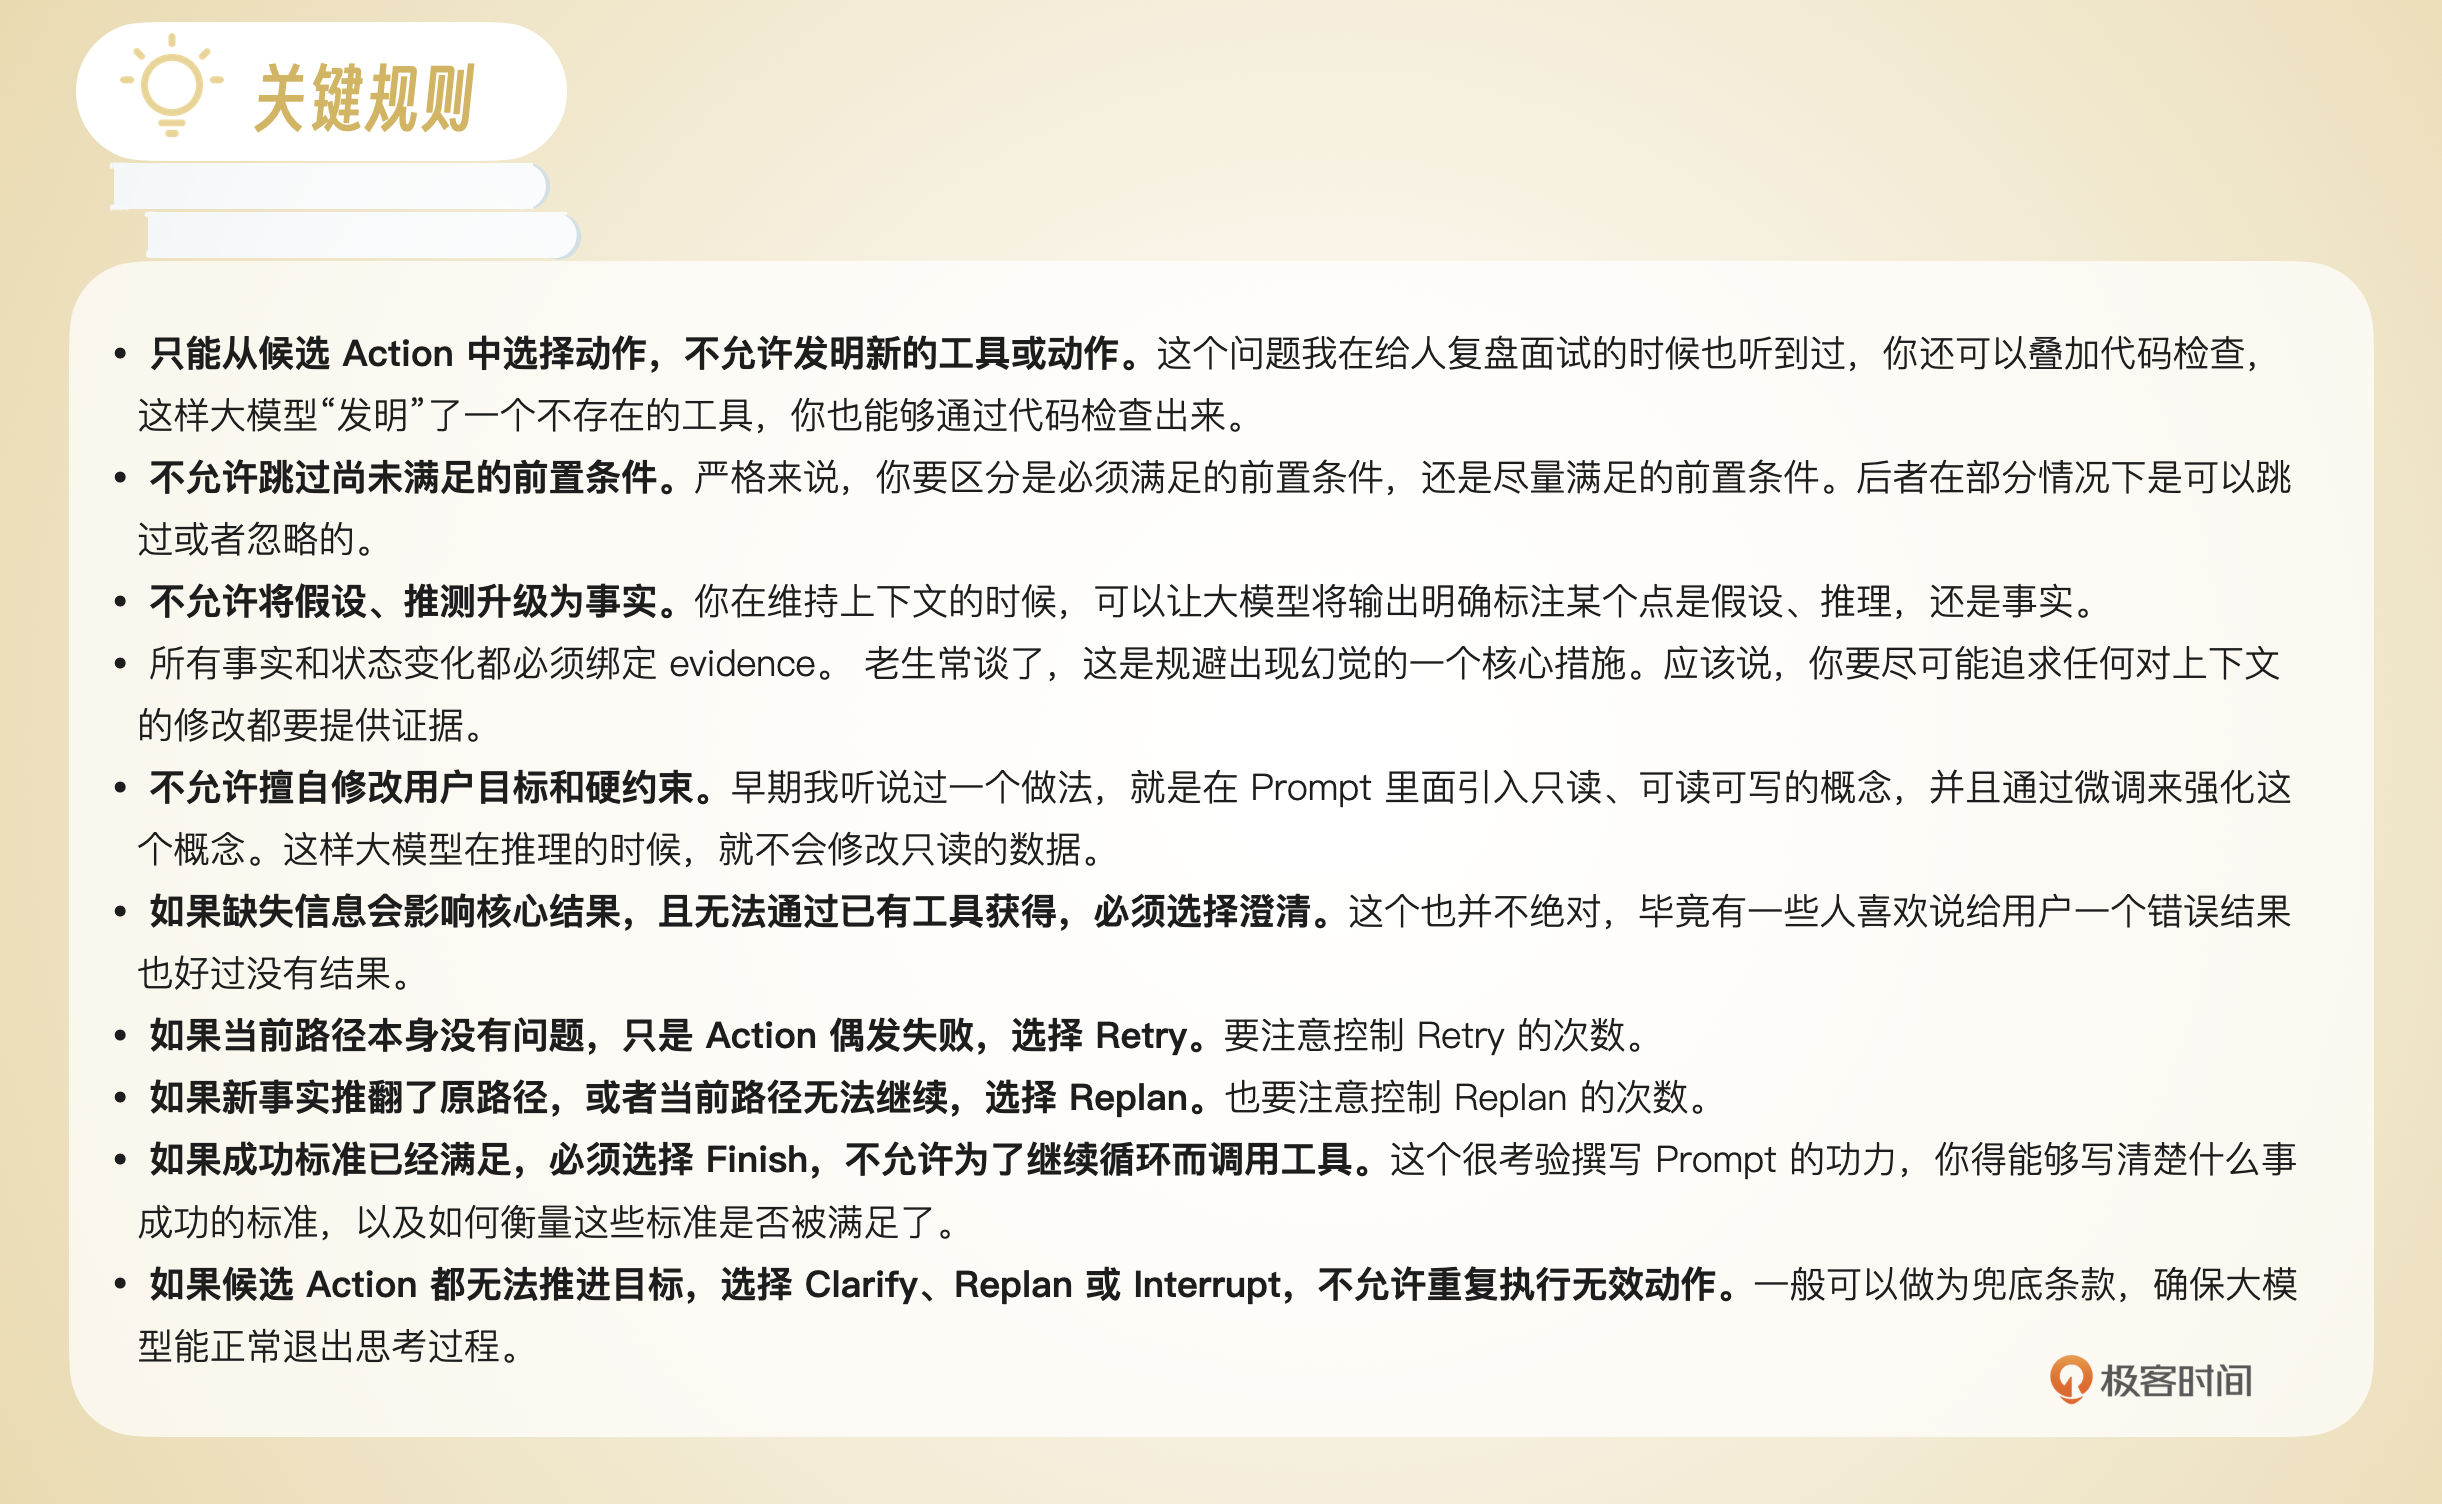 关键规则
• 只能从候选 Action 中选择动作，不允许发明新的工具或动作。这个问题我在给人复盘面试的时候也听到过，你还可以叠加代码检查，
这样大模型“发明”了一个不存在的工具，你也能够通过代码检查出来。
• 不允许跳过尚未满足的前置条件。严格来说，你要区分是必须满足的前置条件，还是尽量满足的前置条件。后者在部分情况下是可以跳
过或者忽略的。
• 不允许将假设、推测升级为事实。你在维持上下文的时候，可以让大模型将输出明确标注某个点是假设、推理，还是事实。
• 所有事实和状态变化都必须绑定 evidence。 老生常谈了，这是规避出现幻觉的一个核心措施。应该说，你要尽可能追求任何对上下文
的修改都要提供证据。
• 不允许擅自修改用户目标和硬约束。早期我听说过一个做法，就是在 Prompt 里面引入只读、可读可写的概念，并且通过微调来强化这
个概念。这样大模型在推理的时候，就不会修改只读的数据。
• 如果缺失信息会影响核心结果，且无法通过已有工具获得，必须选择澄清。这个也并不绝对，毕竟有一些人喜欢说给用户一个错误结果
也好过没有结果。
• 如果当前路径本身没有问题，只是 Action 偶发失败，选择 Retry。要注意控制 Retry 的次数。
• 如果新事实推翻了原路径，或者当前路径无法继续，选择 Replan。也要注意控制 Replan 的次数。
• 如果成功标准已经满足，必须选择 Finish，不允许为了继续循环而调用工具。这个很考验撰写 Prompt 的功力，你得能够写清楚什么事
成功的标准，以及如何衡量这些标准是否被满足了。
• 如果候选 Action 都无法推进目标，选择 Clarify、Replan 或 Interrupt，不允许重复执行无效动作。一般可以做为兜底条款，确保大模
型能正常退出思考过程。
极客时间